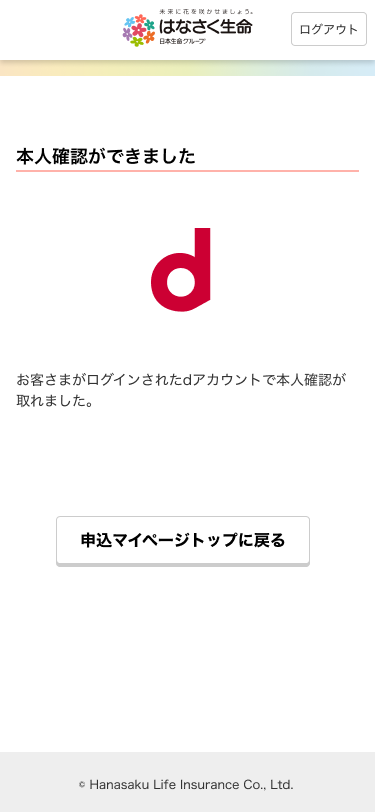 未来に花を咲かせましょう。
はなさく生命
日本生命グループ
ログアウト
本人確認ができました
d
お客さまがログインされたdアカウントで本人確認が
取れました。
申込マイページトップに戻る
© Hanasaku Life Insurance Co., Ltd.